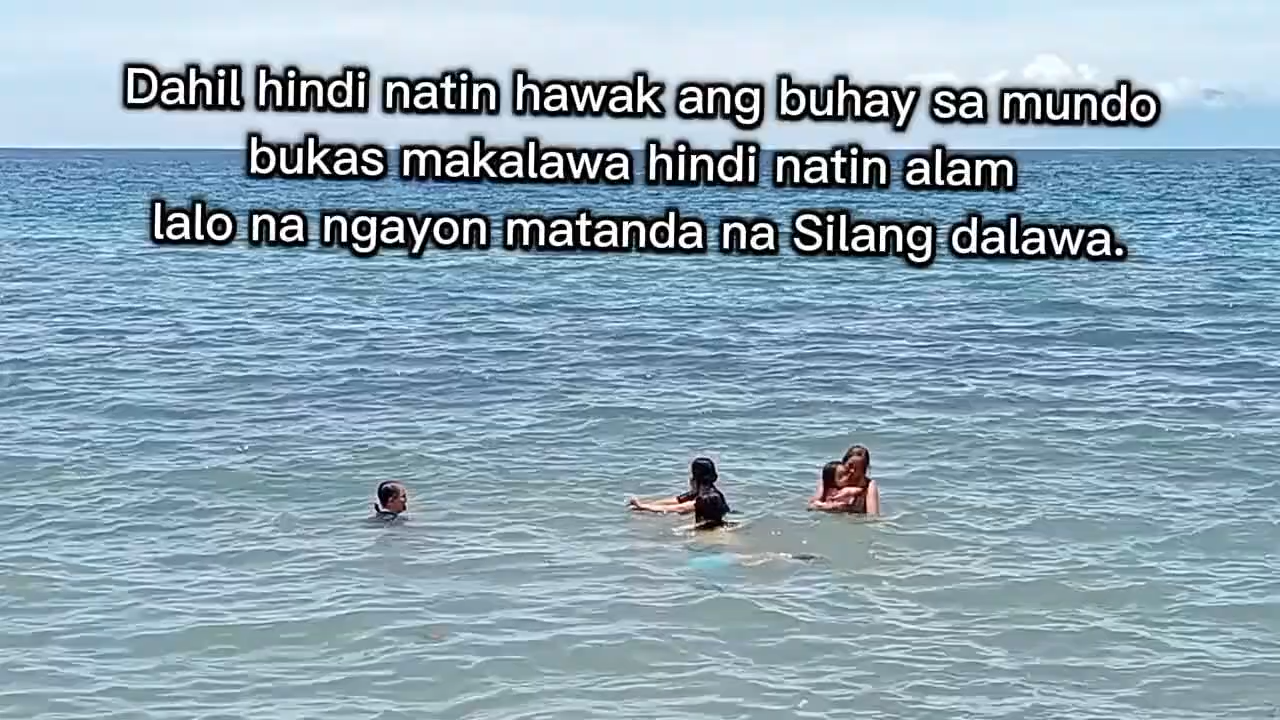 Dahil hindi natin hawak ang buhay sa mundo
bukas makalawa hindi natin alam
lalo na ngayon matanda na Silang dalawa.